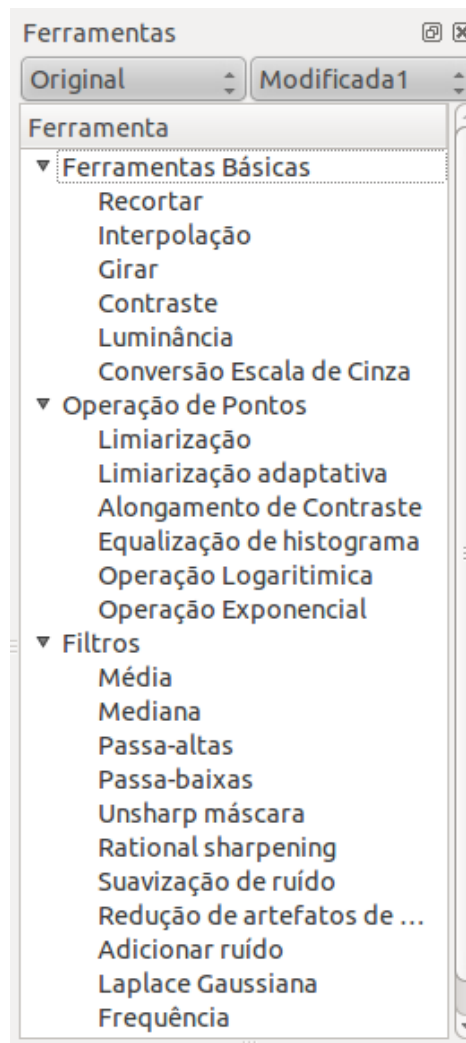 Ferramentas
Original Modificada1
Ferramenta
Ferramentas Básicas
Recortar
Interpolação
Girar
Contraste
Luminância
Conversão Escala de Cinza
Operação de Pontos
Limiarização
Limiarização adaptativa
Alongamento de Contraste
Equalização de histograma
Operação Logaritimica
Operação Exponencial
Filtros
Média
Mediana
Passa-altas
Passa-baixas
Unsharp máscara
Rational sharpening
Suavização de ruído
Redução de artefatos de ...
Adicionar ruído
Laplace Gaussiana
Frequência